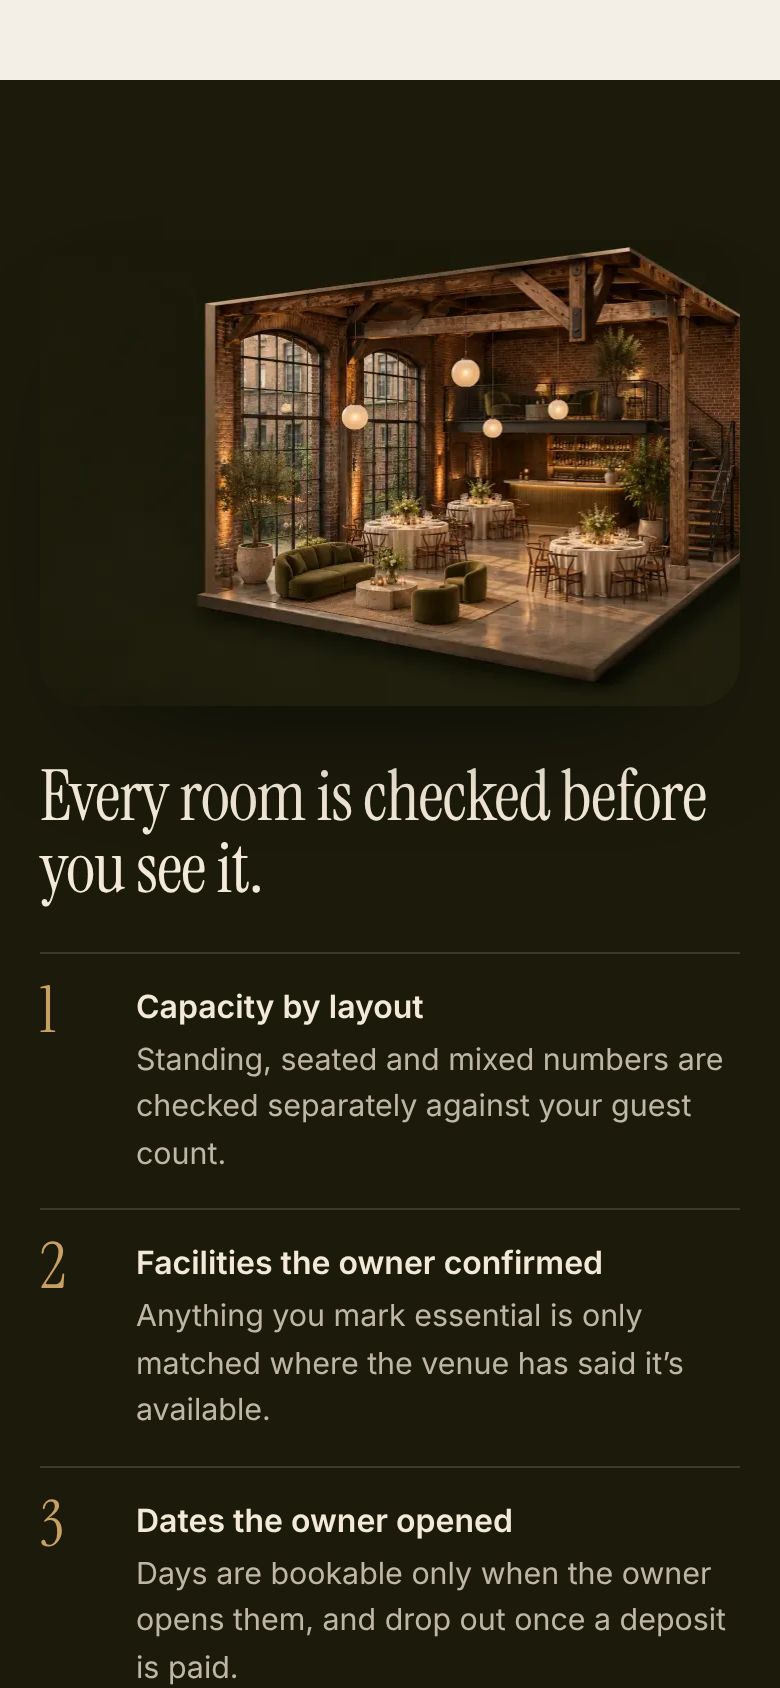 Every room is checked before
you see it.
1
Capacity by layout
Standing, seated and mixed numbers are
checked separately against your guest
count.
2
Facilities the owner confirmed
Anything you mark essential is only
matched where the venue has said it’s
available.
3
Dates the owner opened
Days are bookable only when the owner
opens them, and drop out once a deposit
is paid.